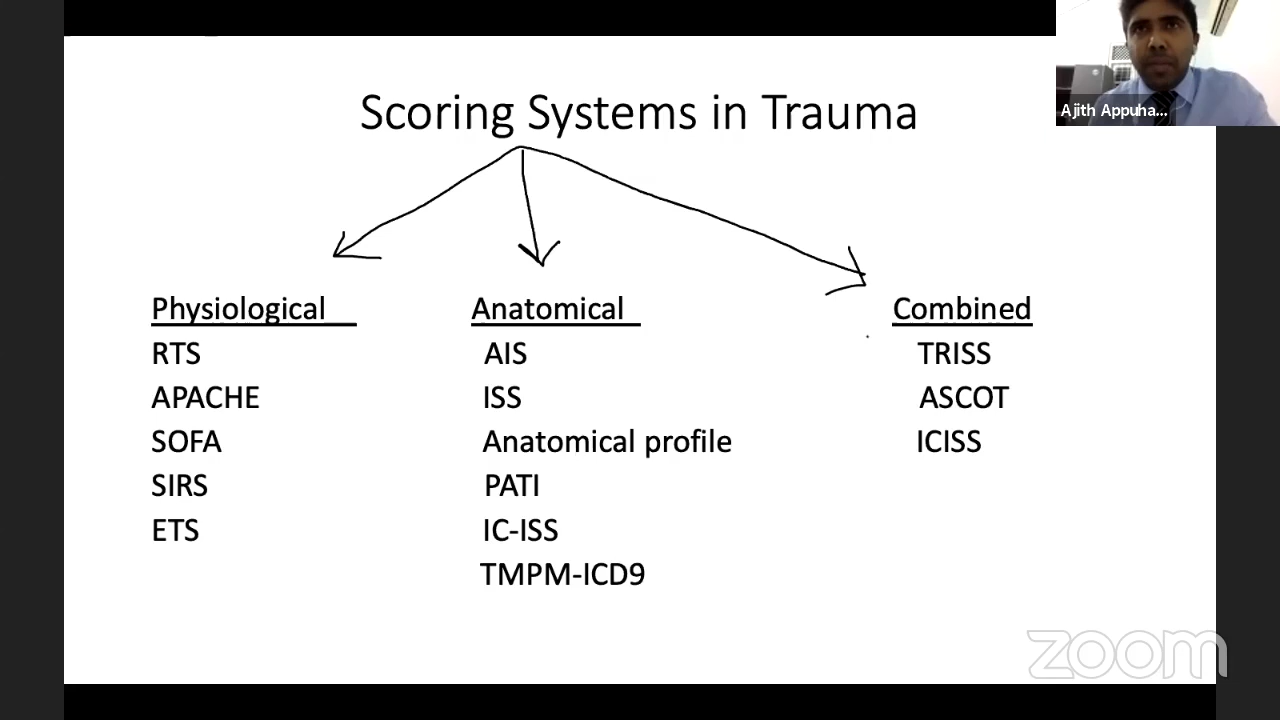 Scoring Systems in Trauma
Ajith Appuha...
Physiological
RTS
APACHE
SOFA
SIRS
ETS
Anatomical
AIS
ISS
Anatomical profile
PATI
IC-ISS
TMPM-ICD9
Combined
TRISS
ASCOT
ICISS
zoom